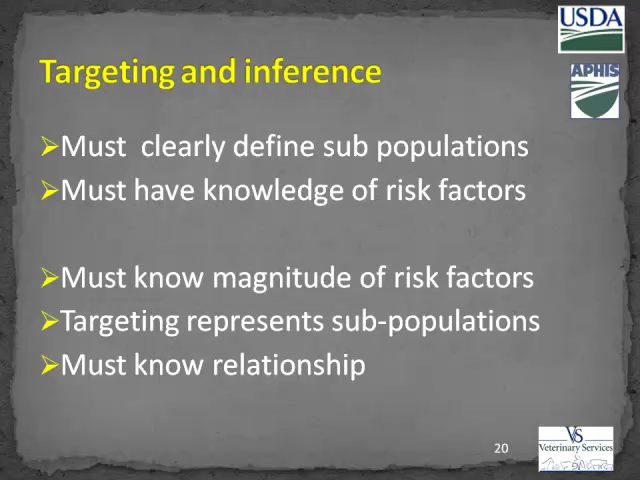 USDA
APHIS
Targeting and inference
Must clearly define sub populations
Must have knowledge of risk factors
Must know magnitude of risk factors
Targeting represents sub-populations
Must know relationship
20
VS
Veterinary Services